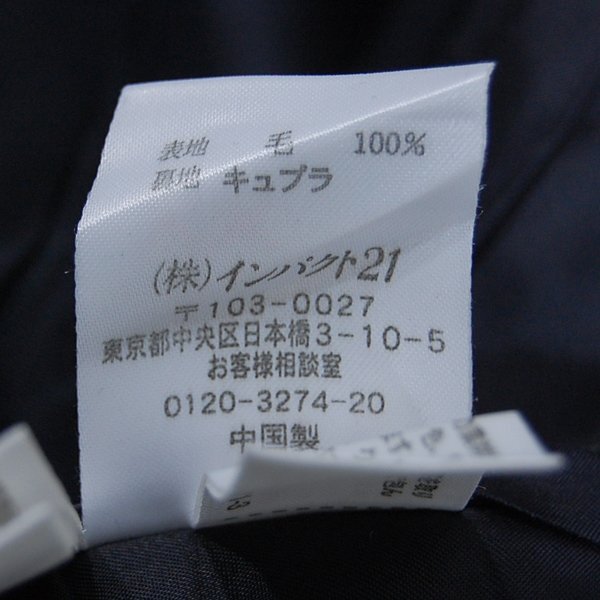 表地 毛 100%
裏地 キュプラ
(株)インパクト21
〒103-0027
東京都中央区日本橋3-10-5
お客様相談室
0120-3274-20
中国製